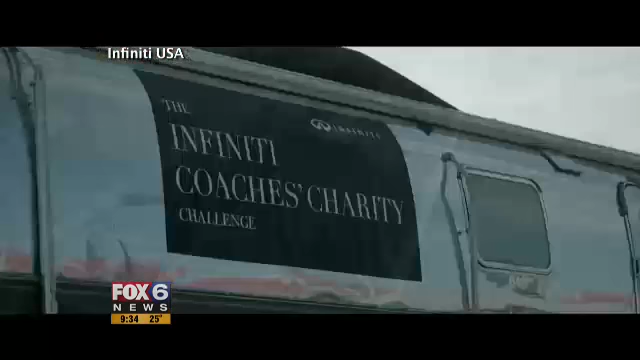 Infiniti USA
THE
INFINITI
INFINITI
COACHES' CHARITY
CHALLENGE
FOX 6
NEWS
9:34 25°